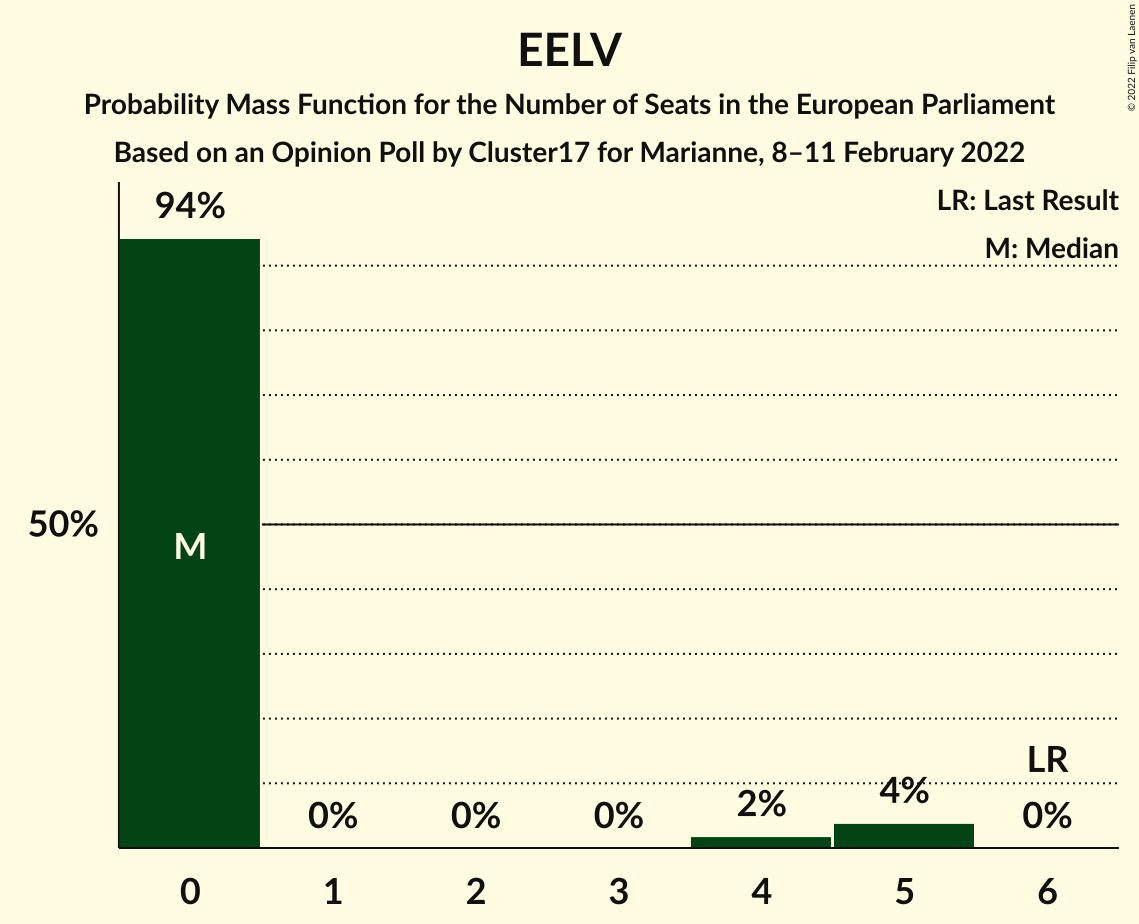 EELV
Probability Mass Function for the Number of Seats in the European Parliament
Based on an Opinion Poll by Cluster17 for Marianne, 8–11 February 2022
© 2022 Filip van Laenen
LR: Last Result
M: Median
94%
50%
M
0%
0%
0%
2%
4%
LR
0%
0
1
2
3
4
5
6